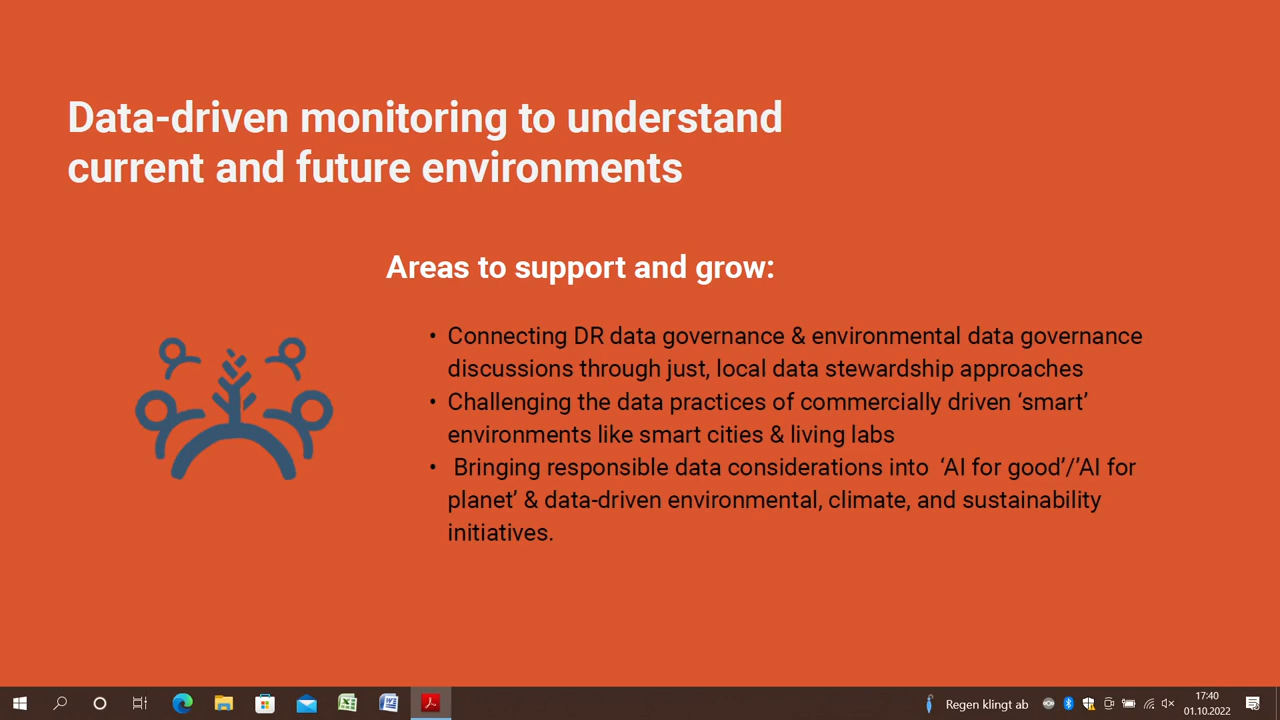 Data-driven monitoring to understand
current and future environments
Areas to support and grow:
• Connecting DR data governance & environmental data governance
discussions through just, local data stewardship approaches
• Challenging the data practices of commercially driven ‘smart’
environments like smart cities & living labs
• Bringing responsible data considerations into ‘AI for good’/’AI for
planet’ & data-driven environmental, climate, and sustainability
initiatives.
Regen klingt ab
17:40
01.10.2022